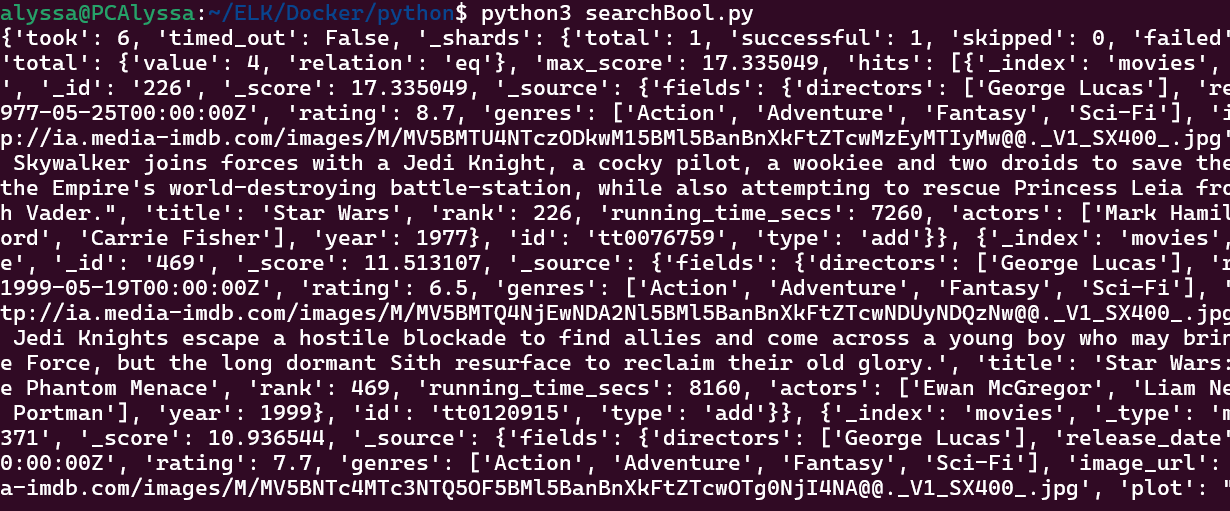 alyssa@PCAlyssa:~/ELK/Docker/python$ python3 searchBool.py
{'took': 6, 'timed_out': False, '_shards': {'total': 1, 'successful': 1, 'skipped': 0, 'failed'
'total': {'value': 4, 'relation': 'eq'}, 'max_score': 17.335049, 'hits': [{'_index': 'movies',
', '_id': '226', '_score': 17.335049, '_source': {'fields': {'directors': ['George Lucas'], 're
977-05-25T00:00:00Z', 'rating': 8.7, 'genres': ['Action', 'Adventure', 'Fantasy', 'Sci-Fi'], 'i
p://ia.media-imdb.com/images/M/MV5BMTU4NTczODkwM15BMl5BanBnXkFtZTcwMzEyMTIyMw@@._V1_SX400_.jpg
Skywalker joins forces with a Jedi Knight, a cocky pilot, a wookiee and two droids to save the
the Empire's world-destroying battle-station, while also attempting to rescue Princess Leia fro
h Vader.", 'title': 'Star Wars', 'rank': 226, 'running_time_secs': 7260, 'actors': ['Mark Hamil
ord', 'Carrie Fisher'], 'year': 1977}, 'id': 'tt0076759', 'type': 'add'}}, {'_index': 'movies',
e', '_id': '469', '_score': 11.513107, '_source': {'fields': {'directors': ['George Lucas'], 'r
1999-05-19T00:00:00Z', 'rating': 6.5, 'genres': ['Action', 'Adventure', 'Fantasy', 'Sci-Fi'], '
tp://ia.media-imdb.com/images/M/MV5BMTQ4NjEwNDA2Nl5BMl5BanBnXkFtZTcwNDUyNDQzNw@@._V1_SX400_.jpg
Jedi Knights escape a hostile blockade to find allies and come across a young boy who may brin
e Force, but the long dormant Sith resurface to reclaim their old glory.', 'title': 'Star Wars:
e Phantom Menace', 'rank': 469, 'running_time_secs': 8160, 'actors': ['Ewan McGregor', 'Liam Ne
Portman'], 'year': 1999}, 'id': 'tt0120915', 'type': 'add'}}, {'_index': 'movies', '_type': 'm
371', '_score': 10.936544, '_source': {'fields': {'directors': ['George Lucas'], 'release_date'
0:00:00Z', 'rating': 7.7, 'genres': ['Action', 'Adventure', 'Fantasy', 'Sci-Fi'], 'image_url':
a-imdb.com/images/M/MV5BNTc4MTc3NTQ5OF5BMl5BanBnXkFtZTcwOTg0NjI4NA@@._V1_SX400_.jpg', 'plot': "